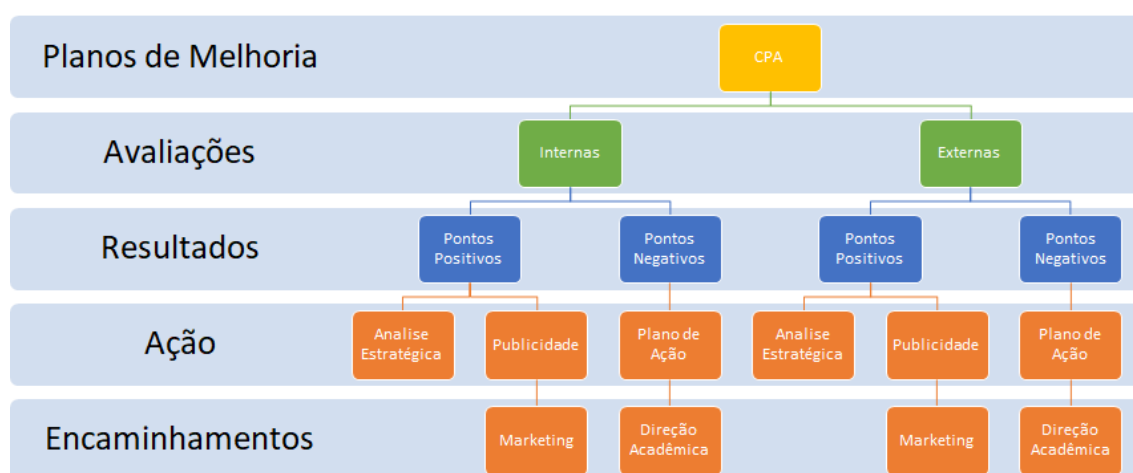 Planos de Melhoria
CPA
Avaliações
Internas
Externas
Resultados
Pontos
Positivos
Pontos
Negativos
Pontos
Positivos
Pontos
Negativos
Ação
Analise
Estratégica
Publicidade
Plano de
Ação
Analise
Estratégica
Publicidade
Plano de
Ação
Encaminhamentos
Marketing
Direção
Acadêmica
Marketing
Direção
Acadêmica